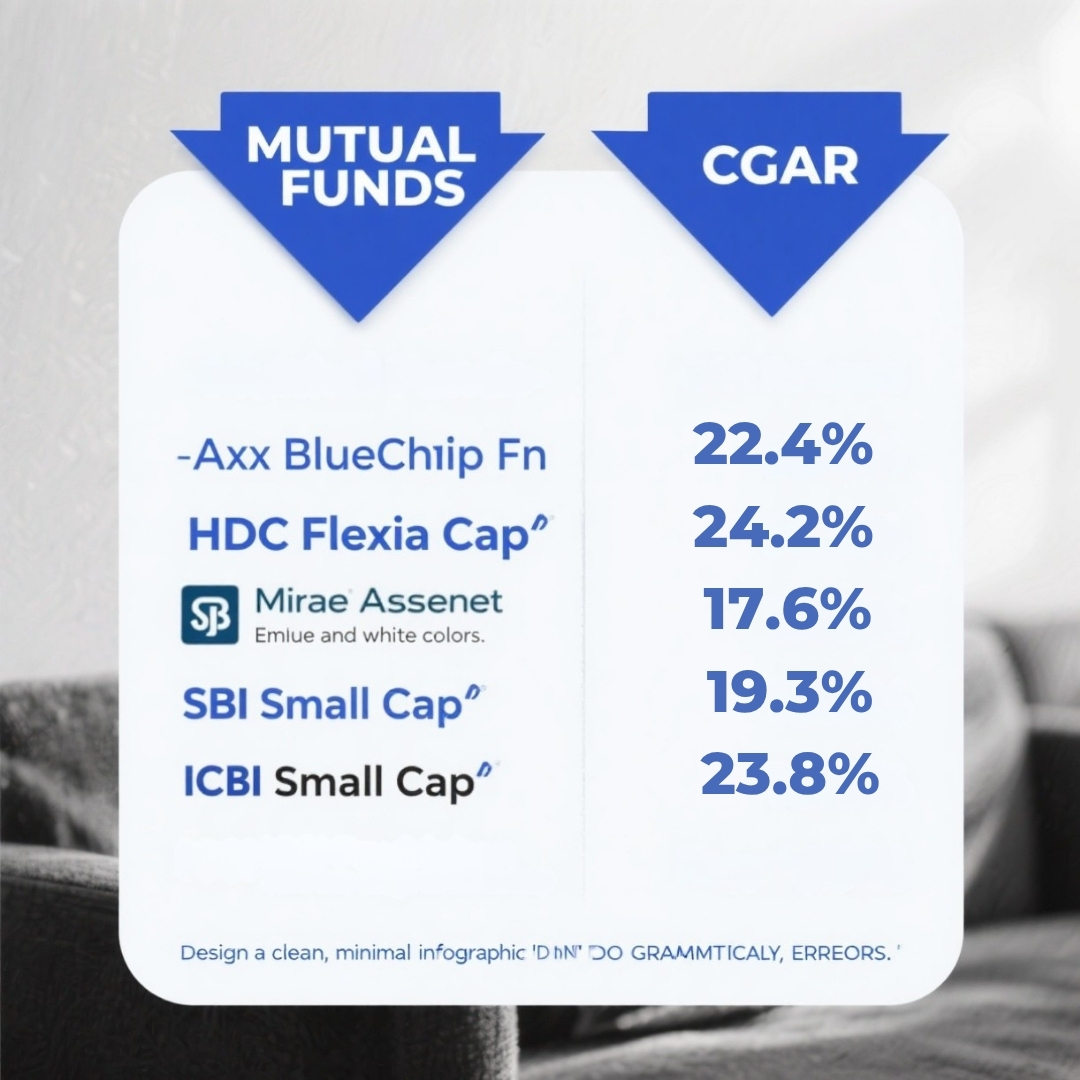 MUTUAL
FUNDS
CGAR
-Axx BlueChiip Fn
22.4%
HDC Flexia Cap
24.2%
Mirae Assenet
Emlue and white colors.
17.6%
SBI Small Cap
19.3%
ICBI Small Cap
23.8%
Design a clean, minimal infographic DO GRAMMTICALY, ERREORS.'